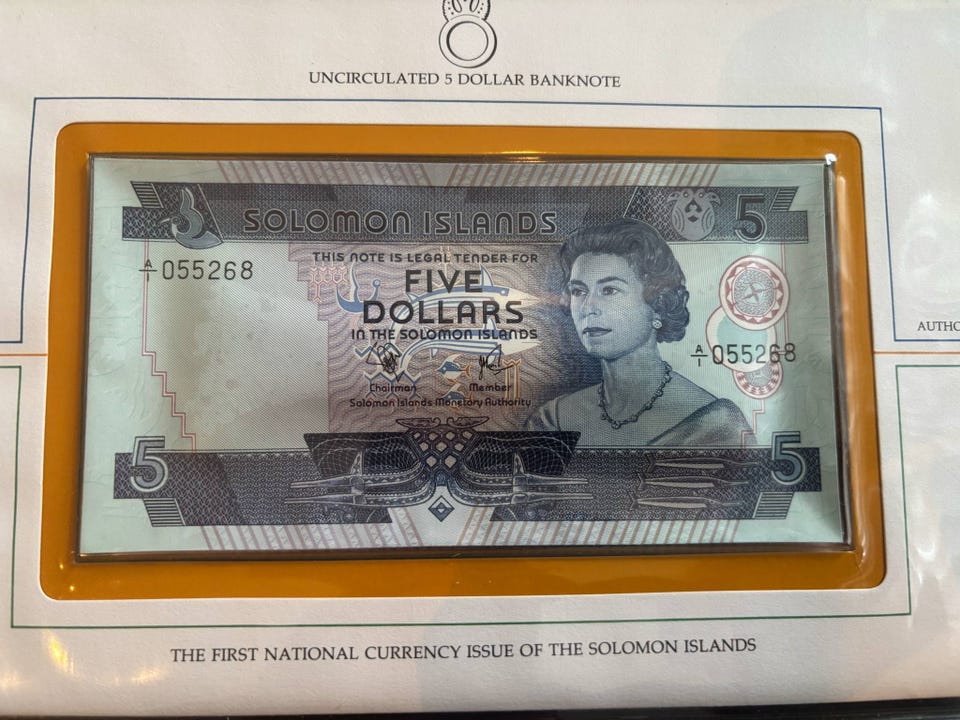 UNCIRCULATED 5 DOLLAR BANKNOTE
SOLOMON ISLANDS
5
A/1 055268
THIS NOTE IS LEGAL TENDER FOR
FIVE
DOLLARS
IN THE SOLOMON ISLANDS
Chairman Member
Solomon Islands Monetary Authority
A/1 055268
5
5
THE FIRST NATIONAL CURRENCY ISSUE OF THE SOLOMON ISLANDS